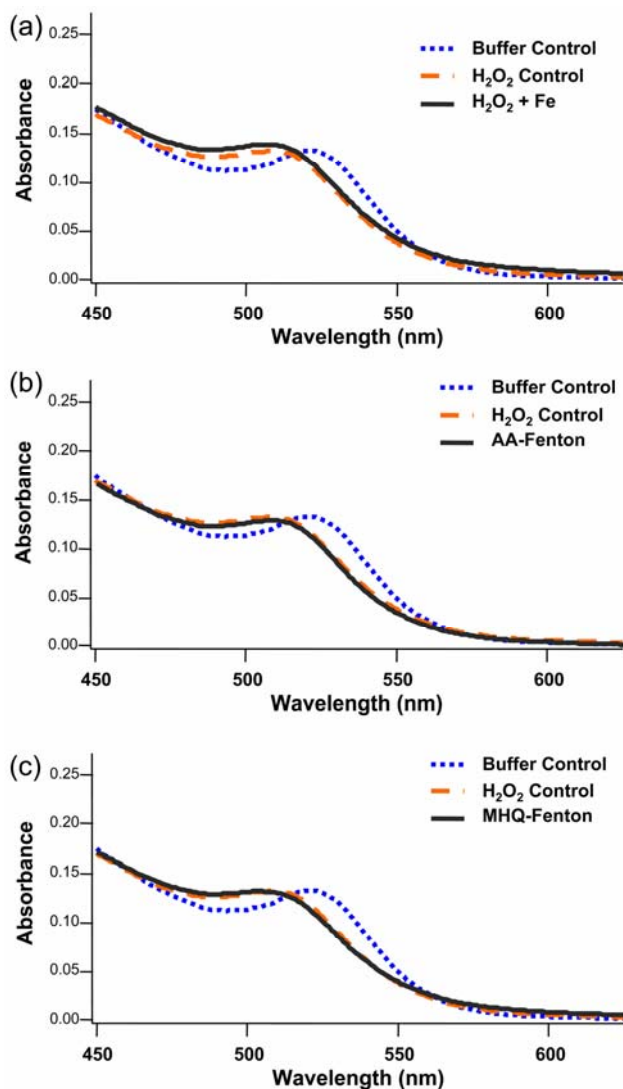 (a)
0.25
0.20
0.15
0.10
0.05
0.00
Absorbance
Buffer Control
H₂O₂ Control
H₂O₂ + Fe
450 500 550 600
Wavelength (nm)
(b)
0.25
0.20
0.15
0.10
0.05
0.00
Absorbance
Buffer Control
H₂O₂ Control
AA-Fenton
450 500 550 600
Wavelength (nm)
(c)
0.25
0.20
0.15
0.10
0.05
0.00
Absorbance
Buffer Control
H₂O₂ Control
MHQ-Fenton
450 500 550 600
Wavelength (nm)